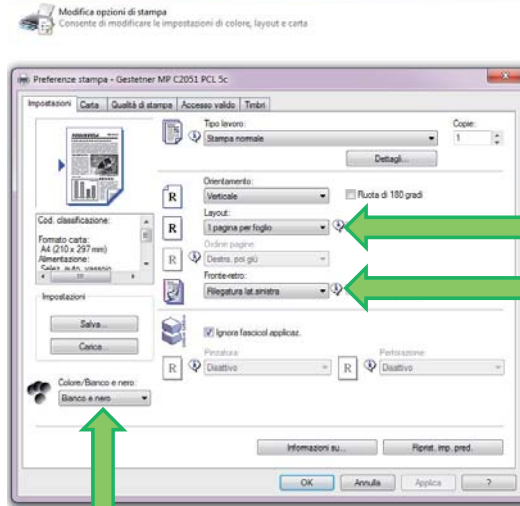 Modifica opzioni di stampa
Consente di modificare le impostazioni di colore, layout e carta
Preferenze stampa - Gestetner MP C2051 PCL 5c
Impostazioni Carta Qualità di stampa Accesso valido Timbri
Tipo lavoro: Copie:
Stampa normale 1
Dettagli...
Orientamento:
R Verticale Ruota di 180 gradi
Layout:
R 1 pagina per foglio
Cod. classificazione:
Ordine pagine:
Formato carta:
A4 (210 x 297 mm)
R Destra, poi giù
Alimentazione:
Selez. auto. vassoio
Fronte-retro:
Rilegatura lat.sinistra
Impostazioni
Salva...
Ignora fascicol.applicaz.
Carica...
Pinzatura: Perforazione:
R Disattivo R Disattivo
Colore/Bianco e nero:
Bianco e nero
Informazioni su... Riprist. imp. pred.
OK Annulla Applica ?